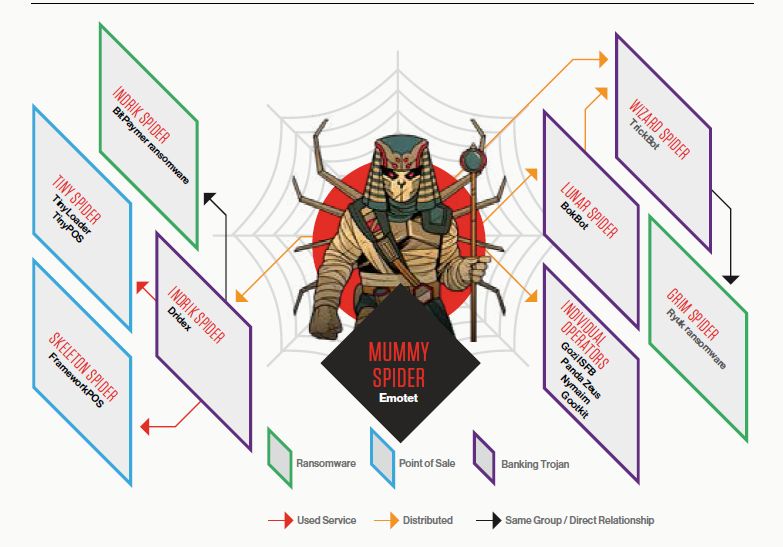 INDRIK SPIDER
BitPaymer ransomware
TINY SPIDER
TinyLoader
TinyPOS
SKELETON SPIDER
FrameworkPOS
INDRIK SPIDER
Dridex
MUMMY
SPIDER
Emotet
WIZARD SPIDER
TrickBot
LUNAR SPIDER
BokBot
GRIM SPIDER
Ryuk ransomware
INDIVIDUAL
OPERATORS
Gozi ISFB
Panda Zeus
Nymaim
Gootkit
Ransomware
Point of Sale
Banking Trojan
Used Service
Distributed
Same Group / Direct Relationship